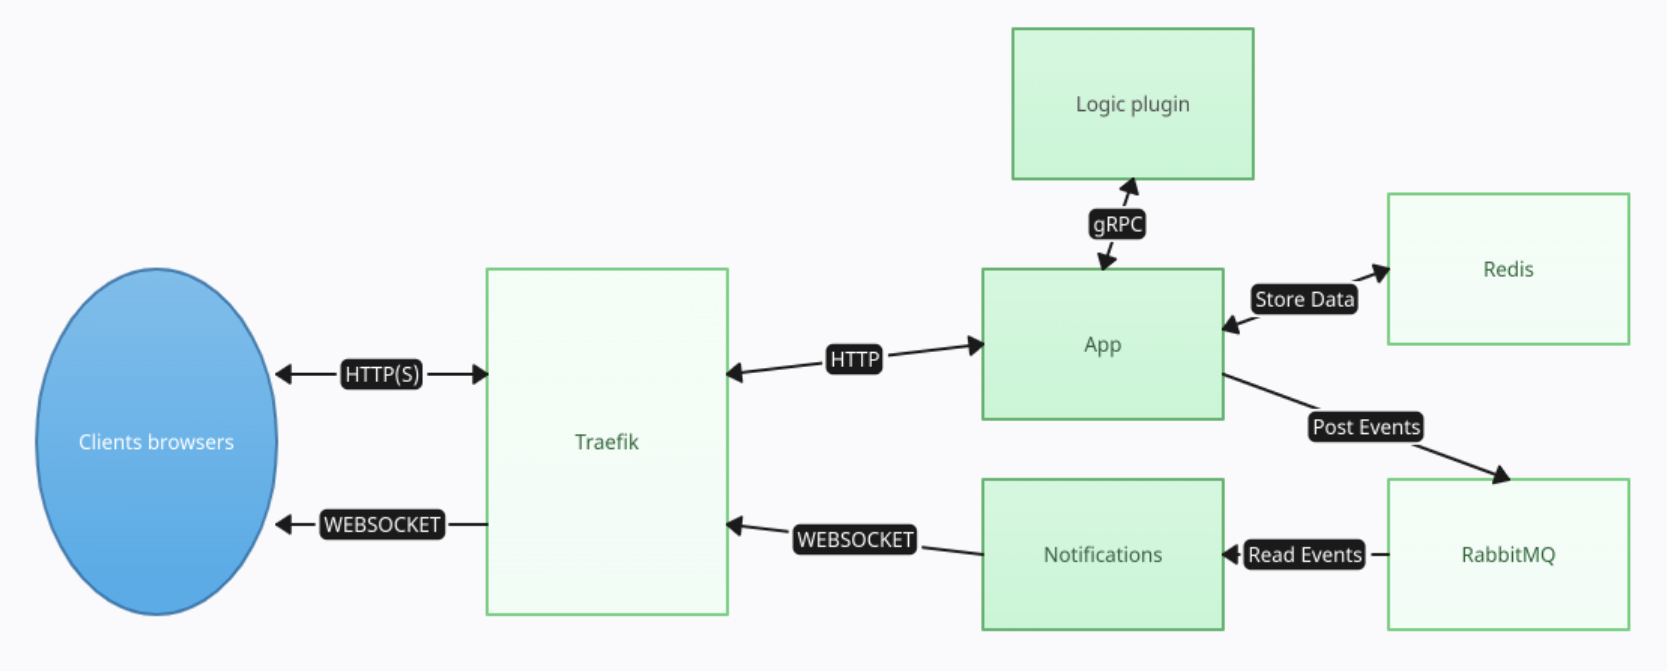 Logic plugin
gRPC
Redis
Store Data
App
HTTP
HTTP(S)
Clients browsers
Traefik
Post Events
WEBSOCKET
WEBSOCKET
Notifications
Read Events
RabbitMQ